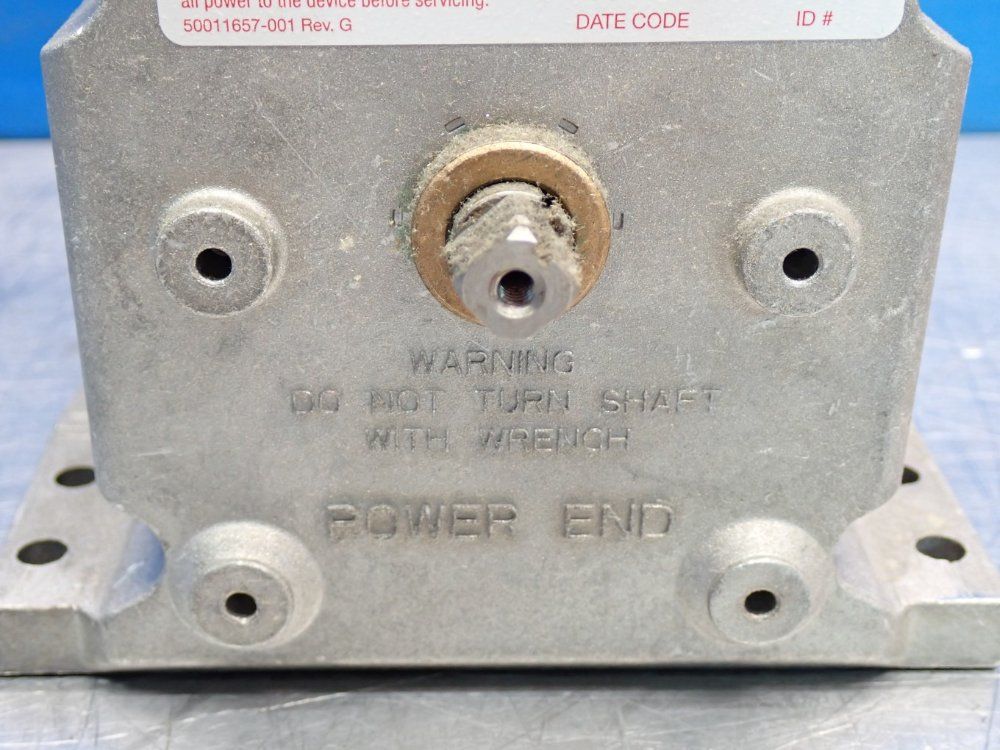 all power to the device before servicing.
50011657-001 Rev. G
DATE CODE
ID #
WARNING
DO NOT TURN SHAFT
WITH WRENCH
POWER END